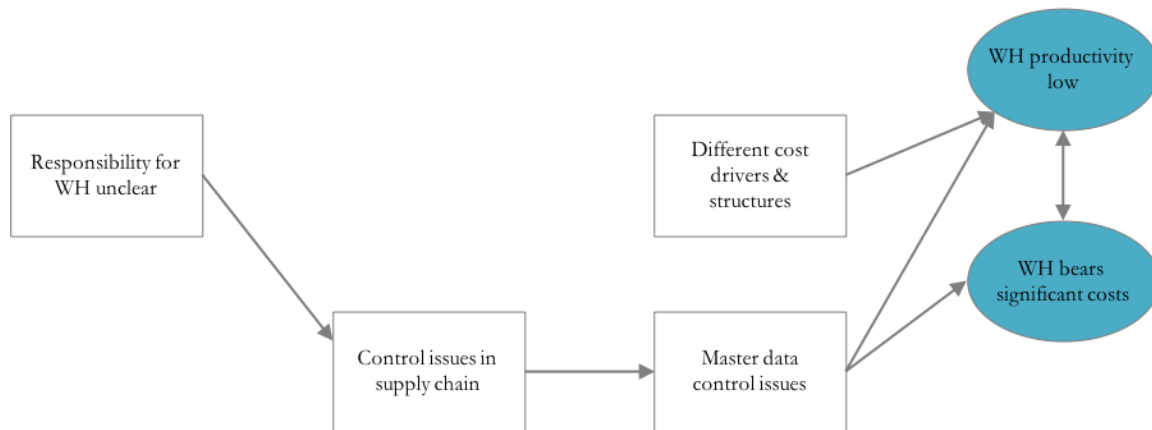 WH productivity
low
Responsibility for
WH unclear
Different cost
drivers &
structures
WH bears
significant costs
Control issues in
supply chain
Master data
control issues